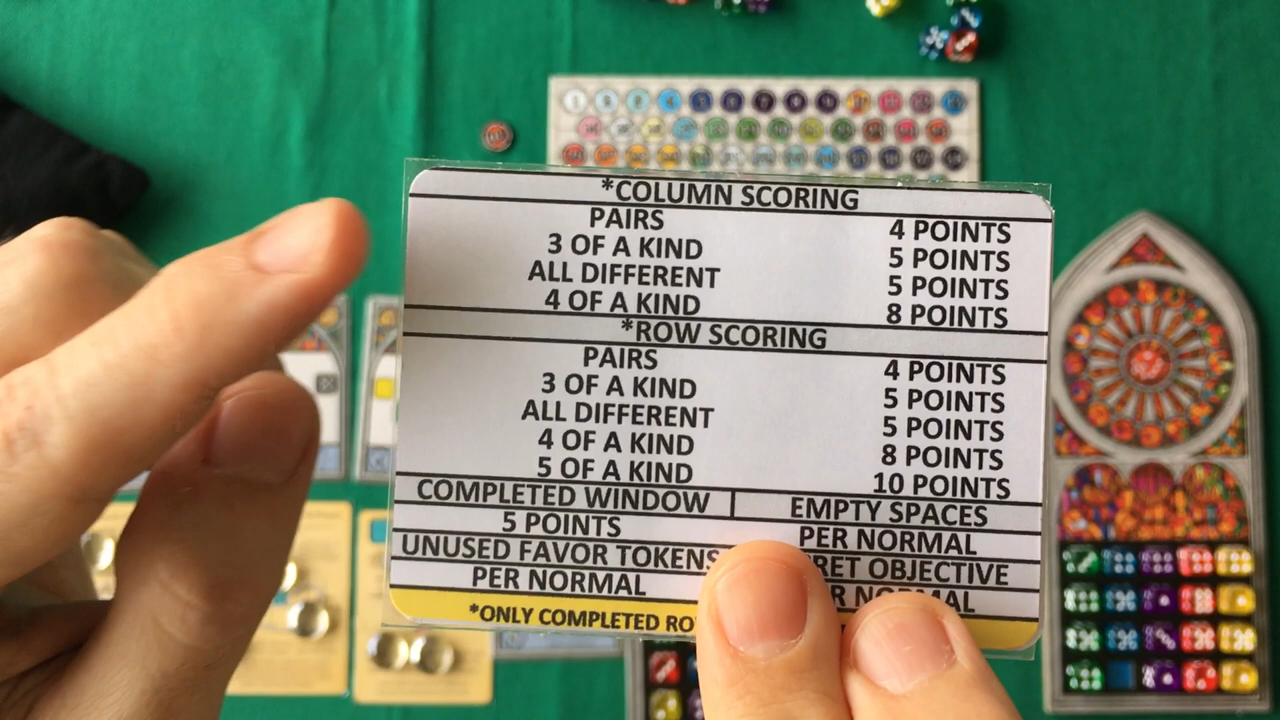 *COLUMN SCORING
PAIRS 4 POINTS
3 OF A KIND 5 POINTS
ALL DIFFERENT 5 POINTS
4 OF A KIND 8 POINTS
*ROW SCORING
PAIRS 4 POINTS
3 OF A KIND 5 POINTS
ALL DIFFERENT 5 POINTS
4 OF A KIND 8 POINTS
5 OF A KIND 10 POINTS
COMPLETED WINDOW EMPTY SPACES
5 POINTS PER NORMAL
UNUSED FAVOR TOKENS OBJECTIVE
PER NORMAL NORMAL
*ONLY COMPLETED